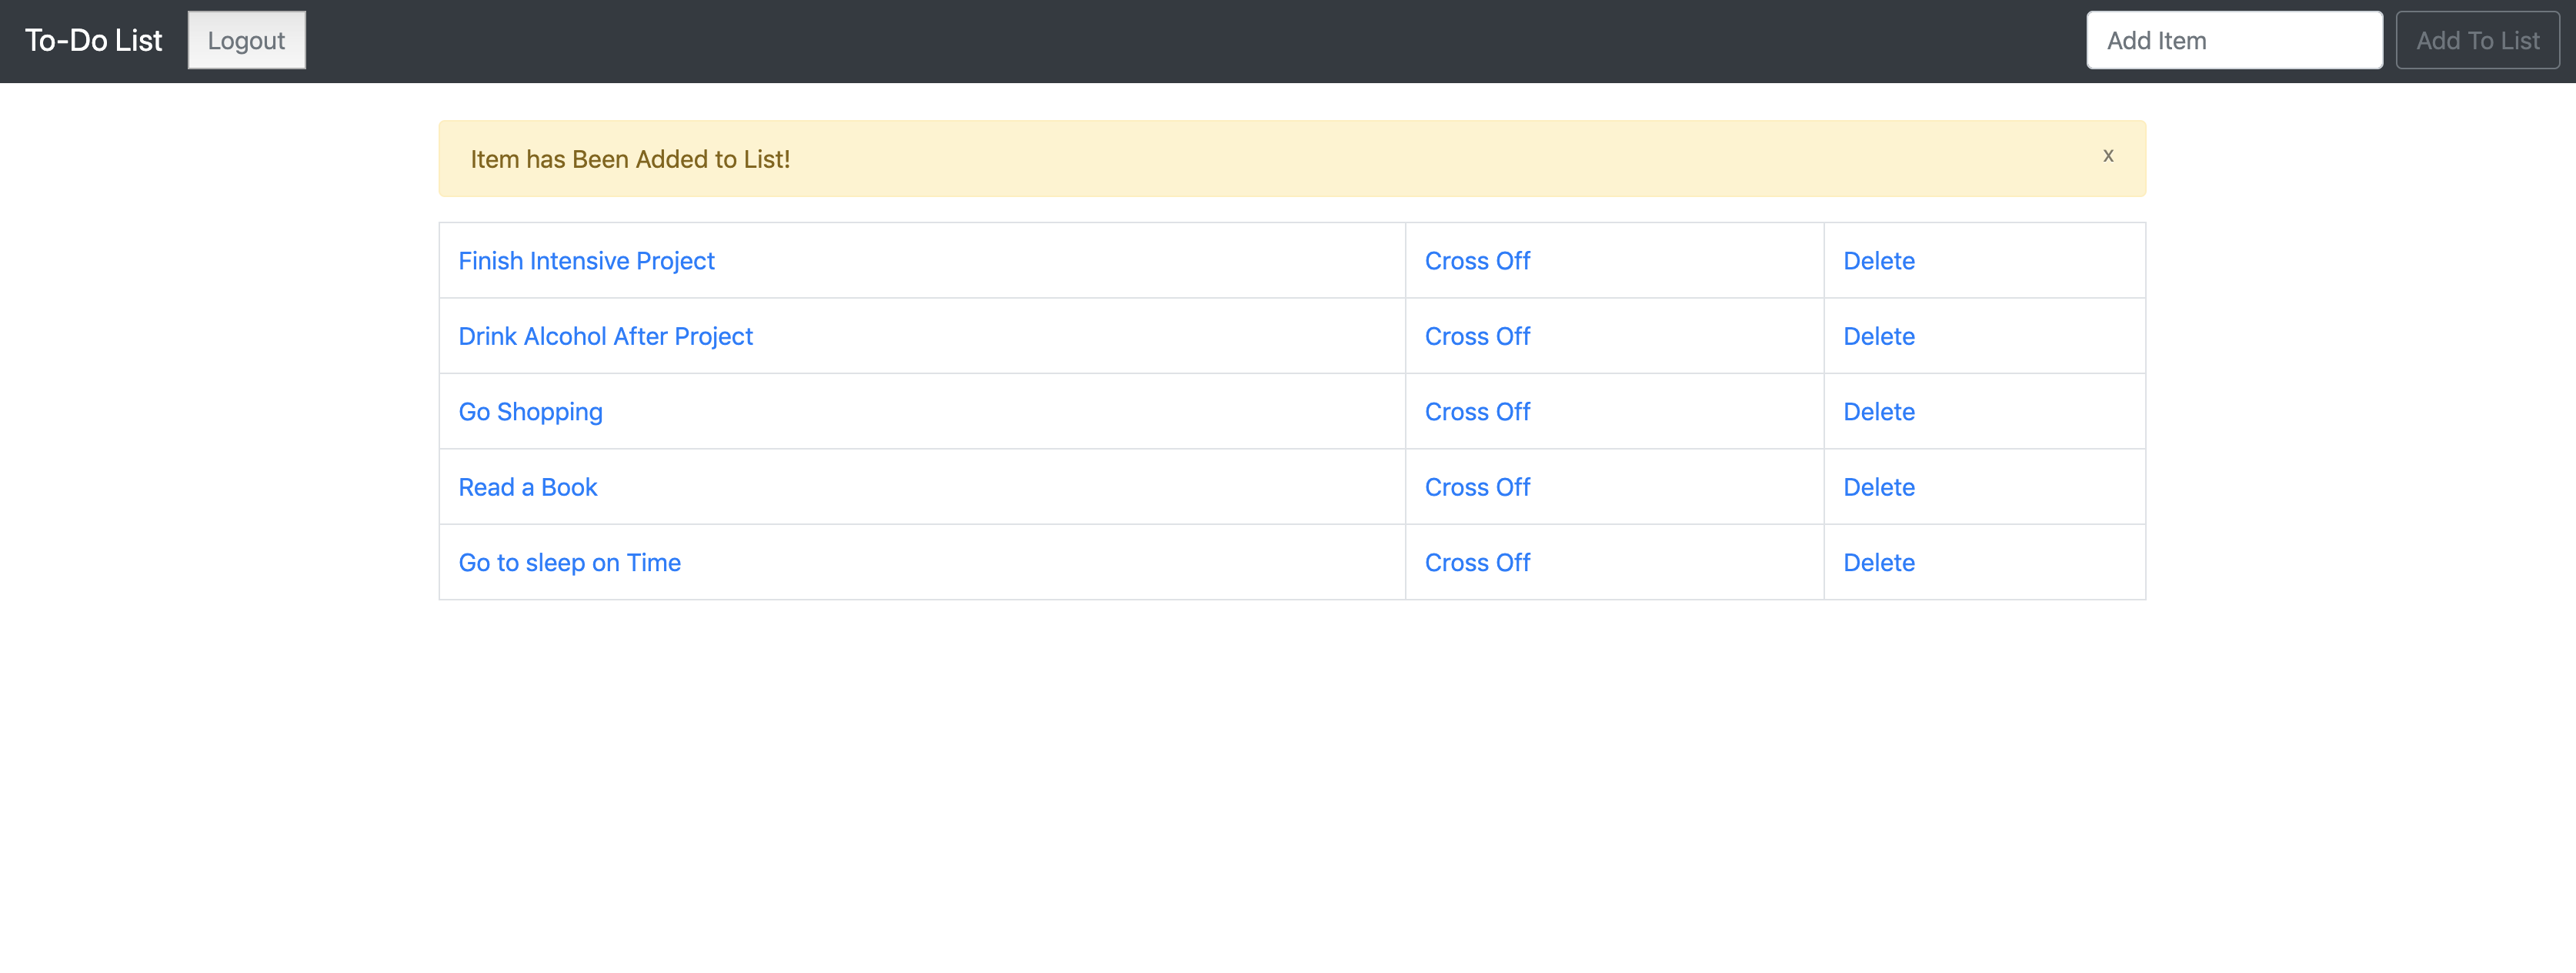 To-Do List Logout Add Item Add To List
Item has Been Added to List! x
Finish Intensive Project Cross Off Delete
Drink Alcohol After Project Cross Off Delete
Go Shopping Cross Off Delete
Read a Book Cross Off Delete
Go to sleep on Time Cross Off Delete